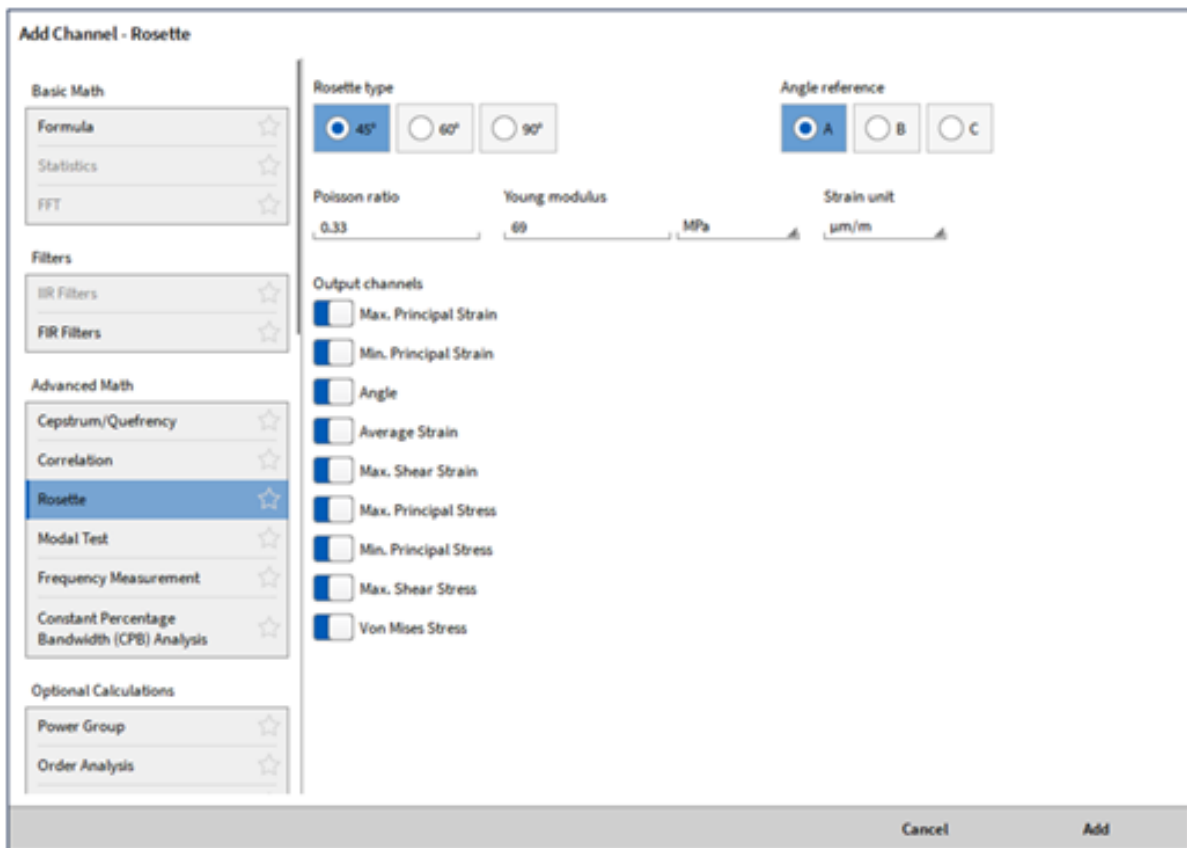 Add Channel - Rosette
Basic Math
Formula
Statistics
FFT
Filters
IIR Filters
FIR Filters
Advanced Math
Cepstrum/Quefrency
Correlation
Rosette
Modal Test
Frequency Measurement
Constant Percentage
Bandwidth (CPB) Analysis
Optional Calculations
Power Group
Order Analysis
Rosette type
Angle reference
45° 60° 90°
A B C
Poisson ratio
Young modulus
Strain unit
0.33
69
MPa
µm/m
Output channels
Max. Principal Strain
Min. Principal Strain
Angle
Average Strain
Max. Shear Strain
Max. Principal Stress
Min. Principal Stress
Max. Shear Stress
Von Mises Stress
Cancel
Add